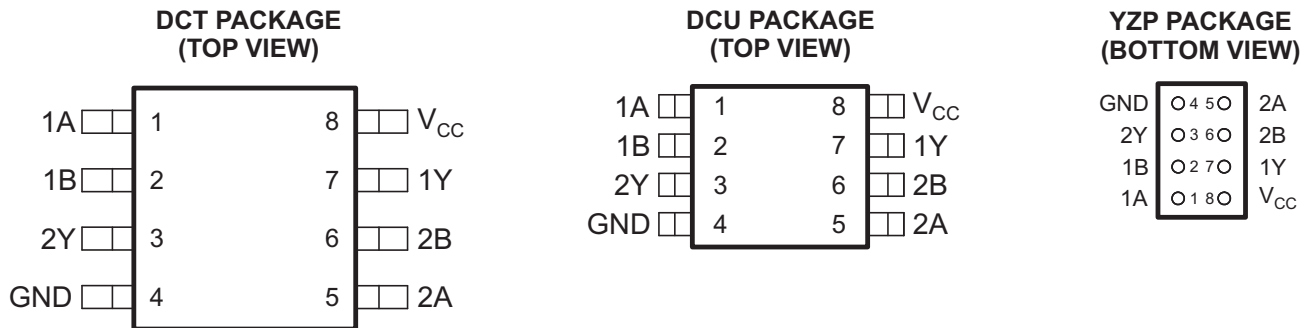 DCT PACKAGE
(TOP VIEW)
1A 1 8 VCC
1B 2 7 1Y
2Y 3 6 2B
GND 4 5 2A
DCU PACKAGE
(TOP VIEW)
1A 1 8 VCC
1B 2 7 1Y
2Y 3 6 2B
GND 4 5 2A
YZP PACKAGE
(BOTTOM VIEW)
GND 4 5 2A
2Y 3 6 2B
1B 2 7 1Y
1A 1 8 VCC